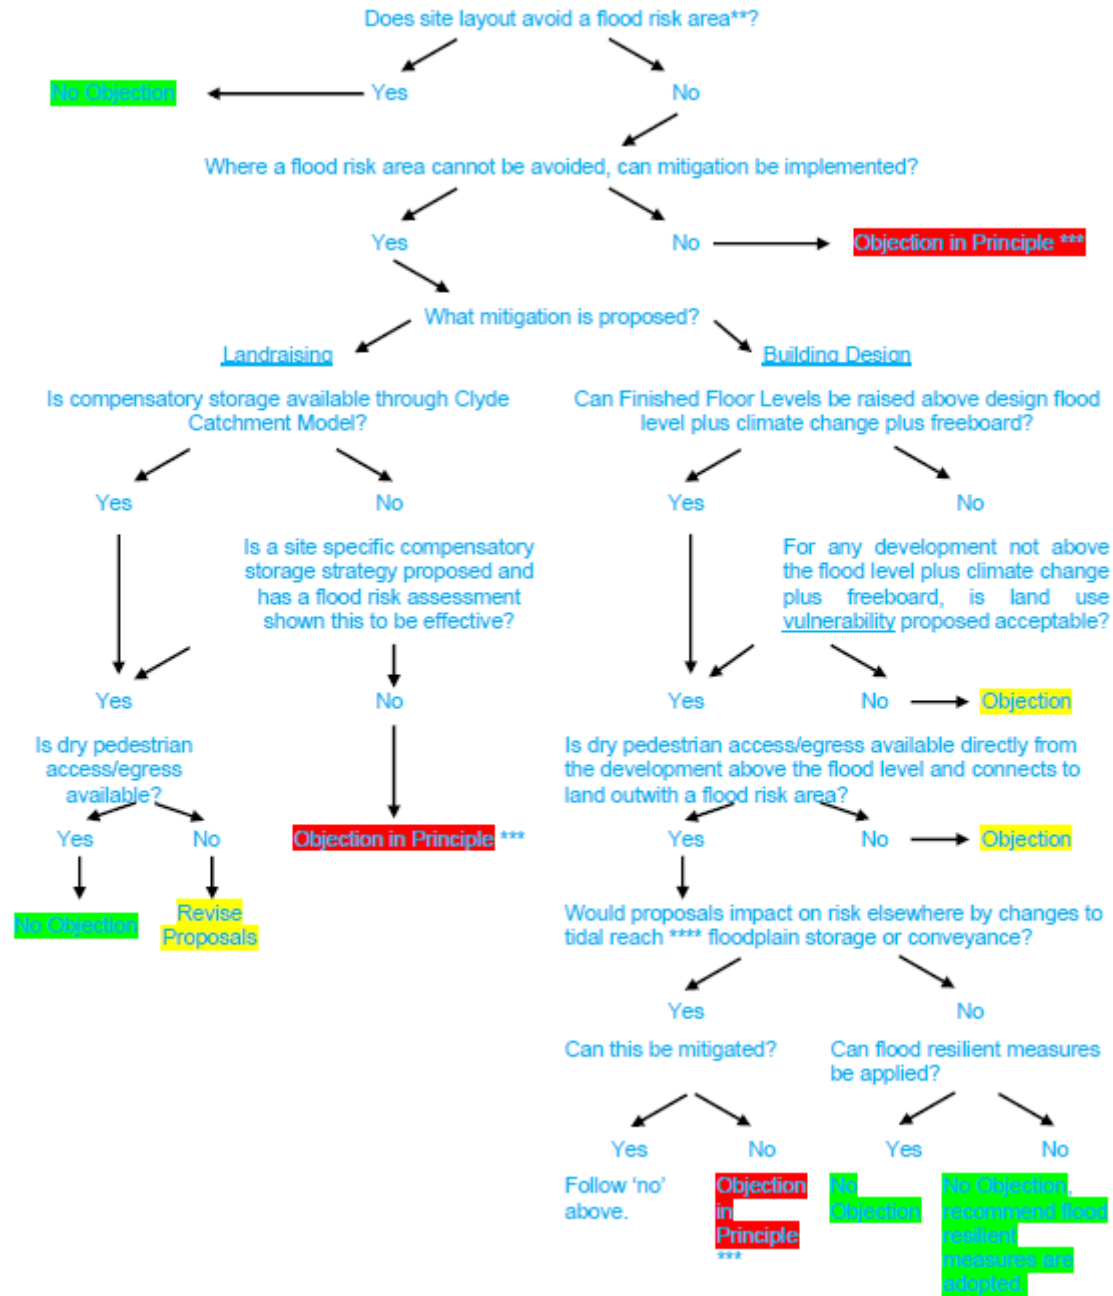 Does site layout avoid a flood risk area**?
No Objection
Yes
No
Where a flood risk area cannot be avoided, can mitigation be implemented?
Yes
No
Objection in Principle ***
What mitigation is proposed?
Landraising
Building Design
Is compensatory storage available through Clyde
Catchment Model?
Can Finished Floor Levels be raised above design flood
level plus climate change plus freeboard?
Yes
No
Yes
No
Is a site specific compensatory
storage strategy proposed and
has a flood risk assessment
shown this to be effective?
For any development not above
the flood level plus climate change
plus freeboard, is land use
vulnerability proposed acceptable?
Yes
No
Yes
No
Objection
Is dry pedestrian
access/egress
available?
Is dry pedestrian access/egress available directly from
the development above the flood level and connects to
land outwith a flood risk area?
Yes
No
Objection in Principle ***
Yes
No
Objection
No Objection
Revise
Proposals
Would proposals impact on risk elsewhere by changes to
tidal reach **** floodplain storage or conveyance?
Yes
No
Can this be mitigated?
Can flood resilient measures
be applied?
Yes
No
Yes
No
Follow 'no'
above.
Objection
in
Principle
***
No
Objection
No Objection,
recommend flood
resilient
measures are
adopted.